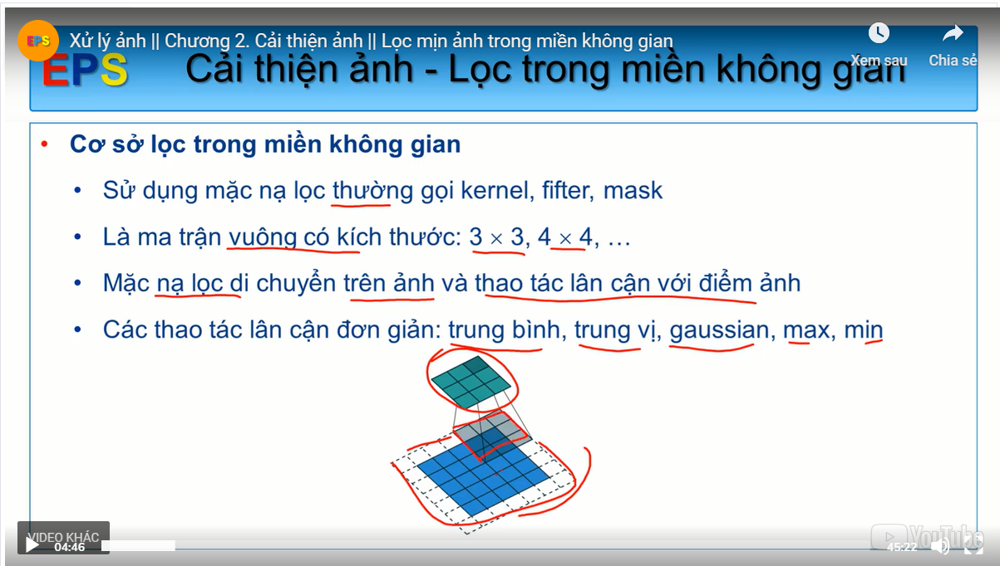 EPS
Xử lý ảnh || Chương 2. Cải thiện ảnh || Lọc mịn ảnh trong miền không gian
Xem sau
Chia sẻ
EPS
Cải thiện ảnh - Lọc trong miền không gian
• Cơ sở lọc trong miền không gian
• Sử dụng mặc nạ lọc thường gọi kernel, fifter, mask
• Là ma trận vuông có kích thước: 3 × 3, 4 × 4, …
• Mặc nạ lọc di chuyển trên ảnh và thao tác lân cận với điểm ảnh
• Các thao tác lân cận đơn giản: trung bình, trung vị, gaussian, max, min
VIDEO KHÁC
04:46
45:22
YouTube